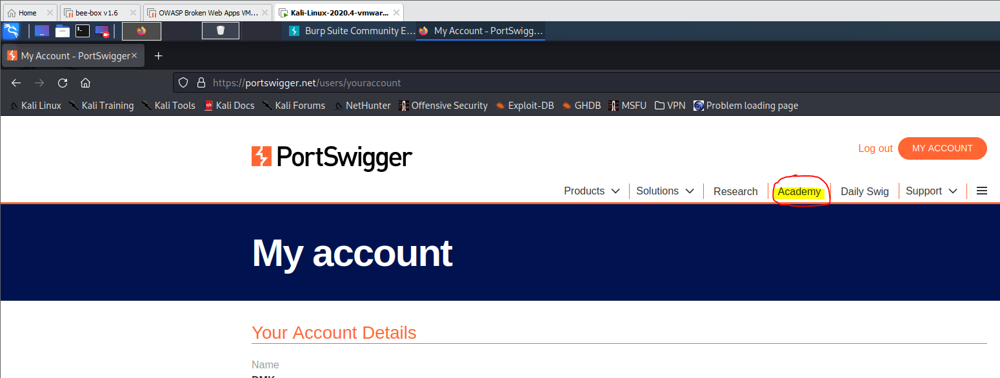 Home bee-box v1.6 OWASP Broken Web Apps VM... Kali-Linux-2020.4-vmwar...
Burp Suite Community E... My Account - PortSwigg...
My Account - PortSwigger
https://portswigger.net/users/youraccount
Kali Linux Kali Training Kali Tools Kali Docs Kali Forums NetHunter Offensive Security Exploit-DB GHDB MSFU VPN Problem loading page
Log out MY ACCOUNT
PortSwigger
Products Solutions Research Academy Daily Swig Support
My account
Your Account Details
Name
DMK